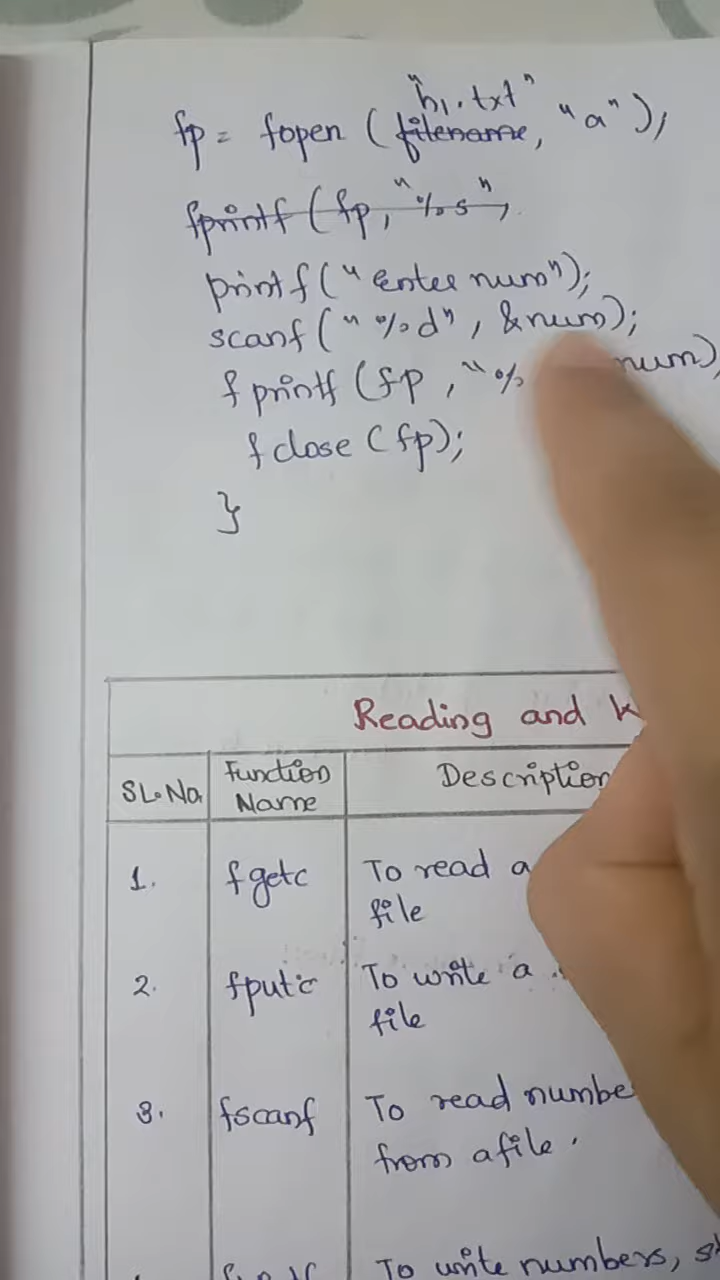 "h1.txt"
fp = fopen (filename, "a");
fprintf (fp, "%s",
printf(" Enter num");
scanf (" %d", &num);
fprintf (fp, "% num)
fclose (fp);
}
Reading and
SL.No Function Name Description
1. fgetc To read a
file
2. fputc To write a
file
3. fscanf To read numbe
from a file.
To write numbers, s